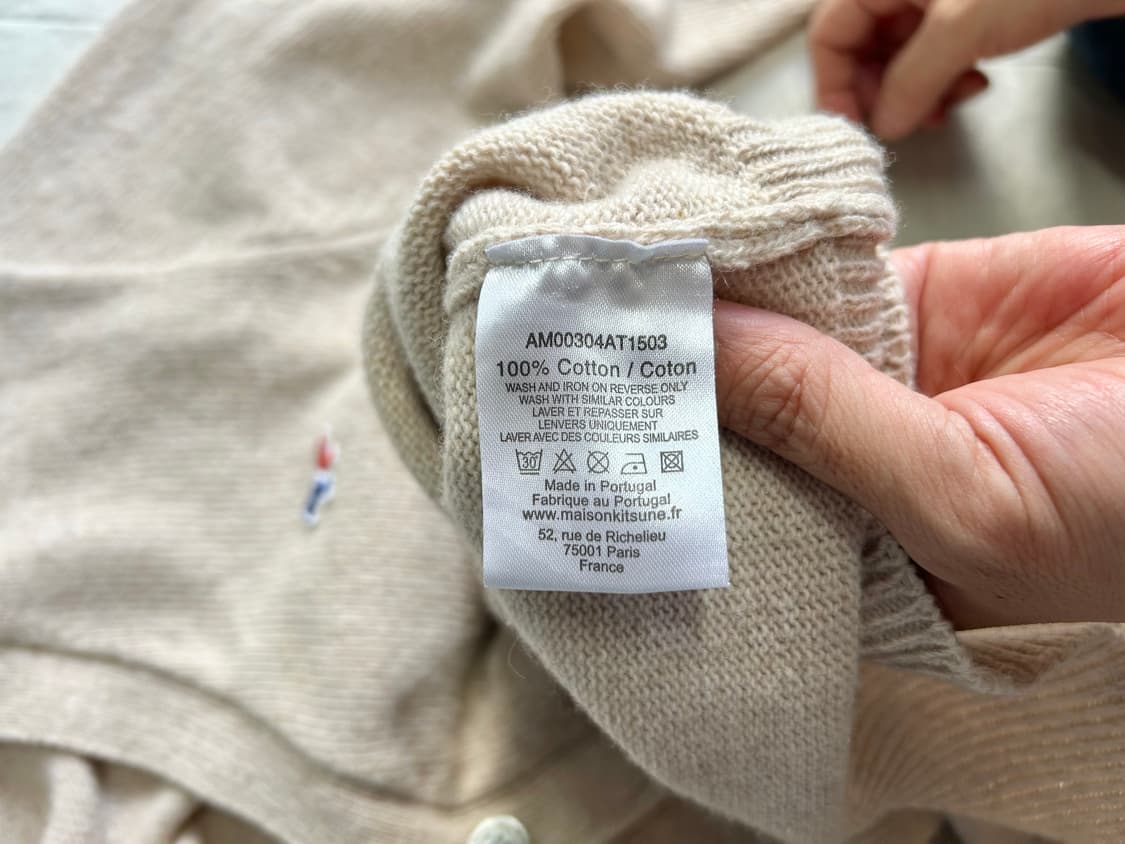 AM00304AT1503
100% Cotton / Coton
WASH AND IRON ON REVERSE ONLY
WASH WITH SIMILAR COLOURS
LAVER ET REPASSER SUR
LENVERS UNIQUEMENT
LAVER AVEC DES COULEURS SIMILAIRES
30
Made in Portugal
Fabrique au Portugal
www.maisonkitsune.fr
52, rue de Richelieu
75001 Paris
France